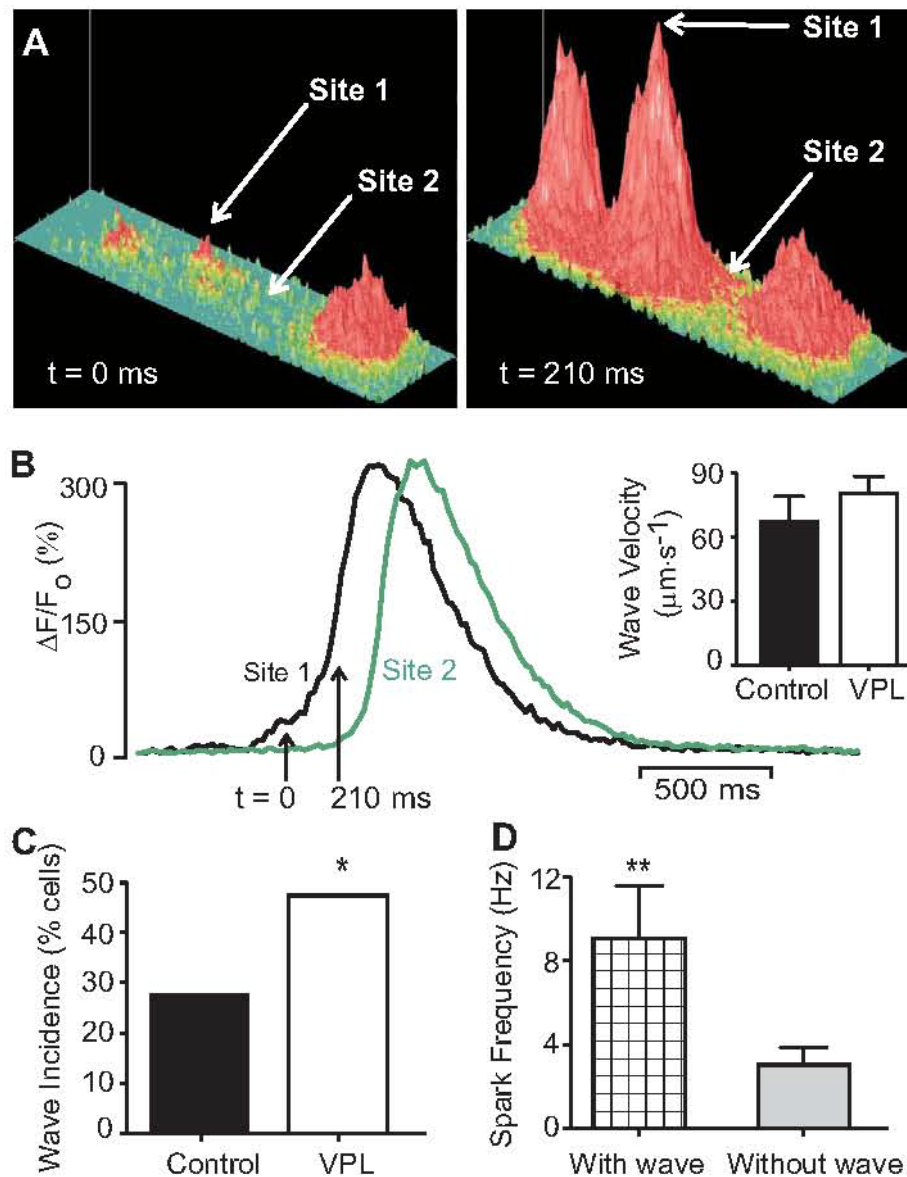 A
Site 1
Site 2
t = 0 ms
Site 1
Site 2
t = 210 ms
B
300
150
0
ΔF/Fo (%)
Site 1
Site 2
t = 0
210 ms
500 ms
90
60
30
0
Wave Velocity
(μm·s⁻¹)
Control
VPL
C
50
40
30
20
10
0
Wave Incidence (% cells)
*
Control
VPL
D
12
8
4
0
Spark Frequency (Hz)
**
With wave
Without wave